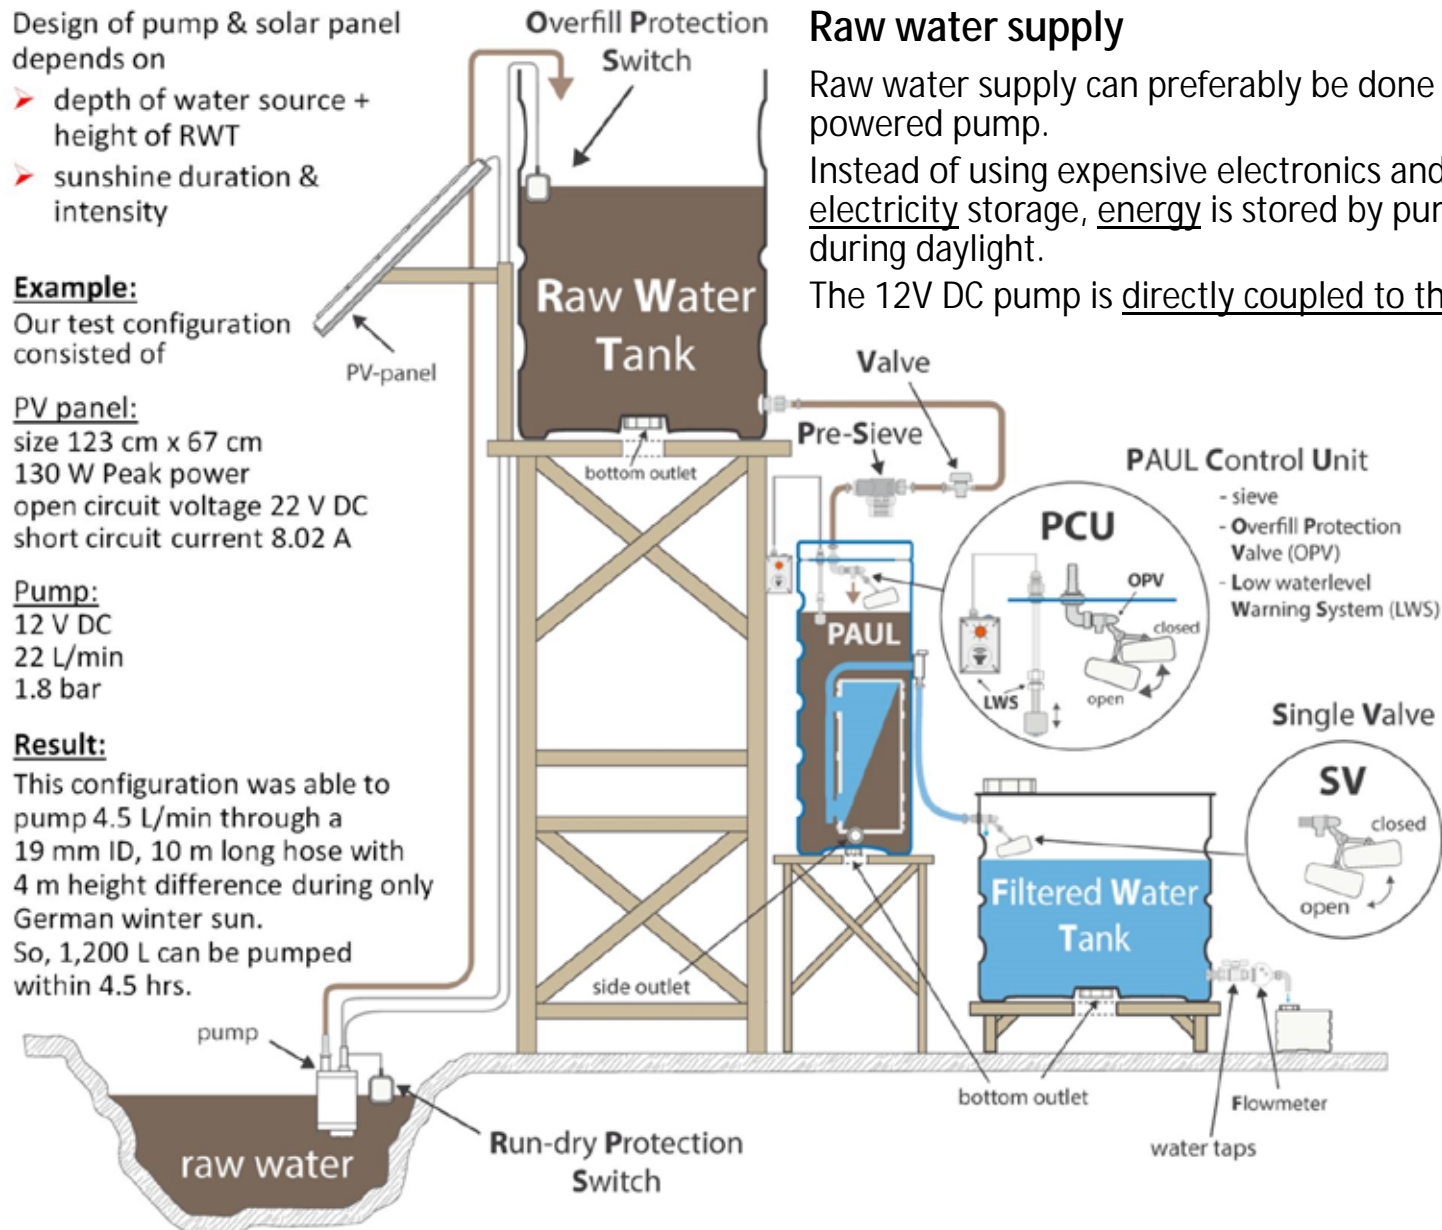 Design of pump & solar panel
depends on
depth of water source +
height of RWT
sunshine duration &
intensity
Example:
Our test configuration
consisted of
PV panel:
size 123 cm x 67 cm
130 W Peak power
open circuit voltage 22 V DC
short circuit current 8.02 A
Pump:
12 V DC
22 L/min
1.8 bar
Result:
This configuration was able to
pump 4.5 L/min through a
19 mm ID, 10 m long hose with
4 m height difference during only
German winter sun.
So, 1,200 L can be pumped
within 4.5 hrs.
Overfill Protection
Switch
Raw water supply
Raw water supply can preferably be done
powered pump.
Instead of using expensive electronics and
electricity storage, energy is stored by pur
during daylight.
The 12V DC pump is directly coupled to th
Raw Water
Tank
PV-panel
bottom outlet
Valve
Pre-Sieve
PAUL Control Unit
- sieve
- Overfill Protection
Valve (OPV)
- Low waterlevel
Warning System (LWS)
PCU
OPV
closed
open
LWS
PAUL
Single Valve
SV
closed
open
Filtered Water
Tank
side outlet
bottom outlet
Flowmeter
water taps
pump
raw water
Run-dry Protection
Switch